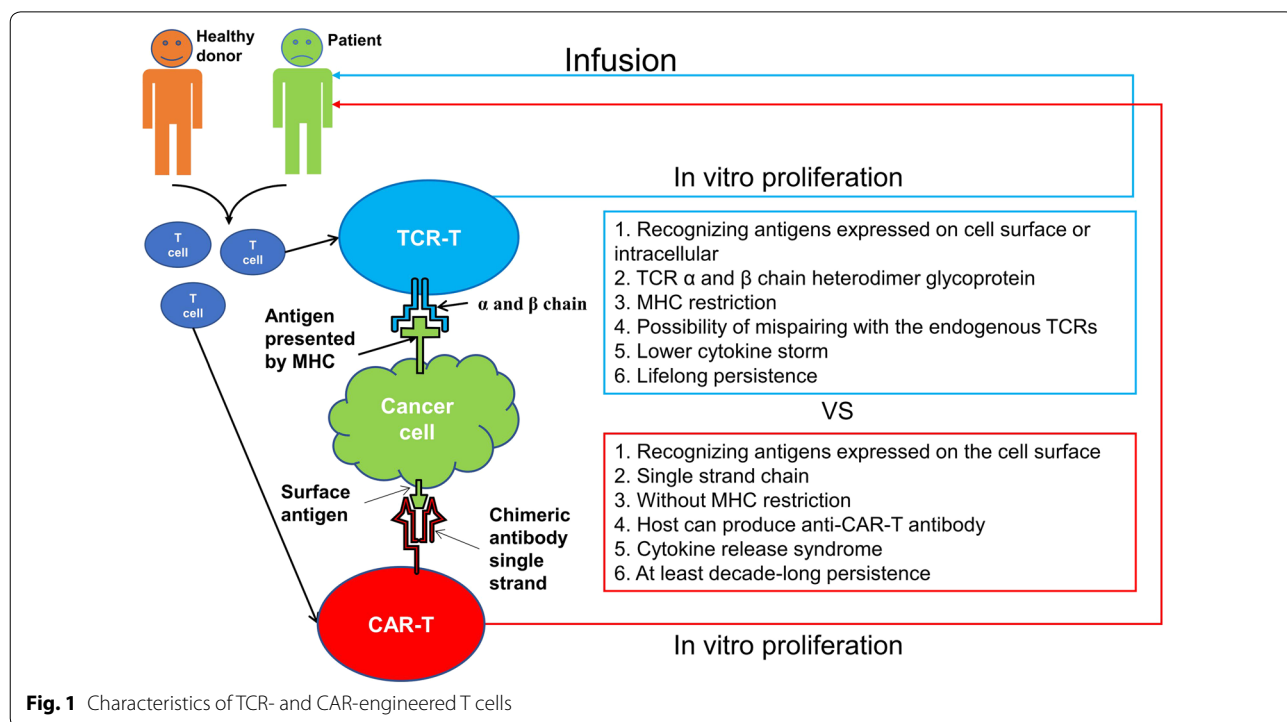 Healthy
donor
Patient
Infusion
In vitro proliferation
T
cell
T
cell
T
cell
TCR-T
α and β chain
Antigen
presented
by MHC
Cancer
cell
Surface
antigen
Chimeric
antibody
single
strand
CAR-T
1. Recognizing antigens expressed on cell surface or
intracellular
2. TCR α and β chain heterodimer glycoprotein
3. MHC restriction
4. Possibility of mispairing with the endogenous TCRs
5. Lower cytokine storm
6. Lifelong persistence
VS
1. Recognizing antigens expressed on the cell surface
2. Single strand chain
3. Without MHC restriction
4. Host can produce anti-CAR-T antibody
5. Cytokine release syndrome
6. At least decade-long persistence
In vitro proliferation
Fig. 1 Characteristics of TCR- and CAR-engineered T cells